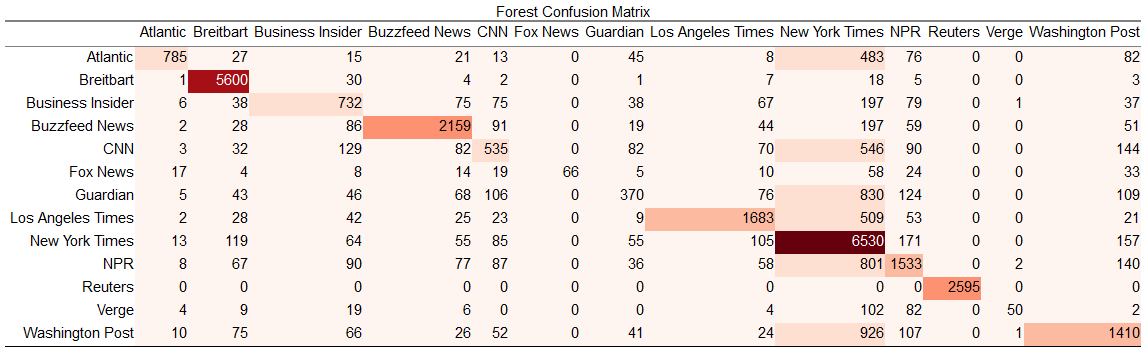 Forest Confusion Matrix
Atlantic Breitbart Business Insider Buzzfeed News CNN Fox News Guardian Los Angeles Times New York Times NPR Reuters Verge Washington Post
Atlantic 785 27 15 21 13 0 45 8 483 76 0 0 82
Breitbart 1 5600 30 4 2 0 1 7 18 5 0 0 3
Business Insider 6 38 732 75 75 0 38 67 197 79 0 1 37
Buzzfeed News 2 28 86 2159 91 0 19 44 197 59 0 0 51
CNN 3 32 129 82 535 0 82 70 546 90 0 0 144
Fox News 17 4 8 14 19 66 5 10 58 24 0 0 33
Guardian 5 43 46 68 106 0 370 76 830 124 0 0 109
Los Angeles Times 2 28 42 25 23 0 9 1683 509 53 0 0 21
New York Times 13 119 64 55 85 0 55 105 6530 171 0 0 157
NPR 8 67 90 77 87 0 36 58 801 1533 0 2 140
Reuters 0 0 0 0 0 0 0 0 0 0 2595 0 0
Verge 4 9 19 6 0 0 0 4 102 82 0 50 2
Washington Post 10 75 66 26 52 0 41 24 926 107 0 1 1410